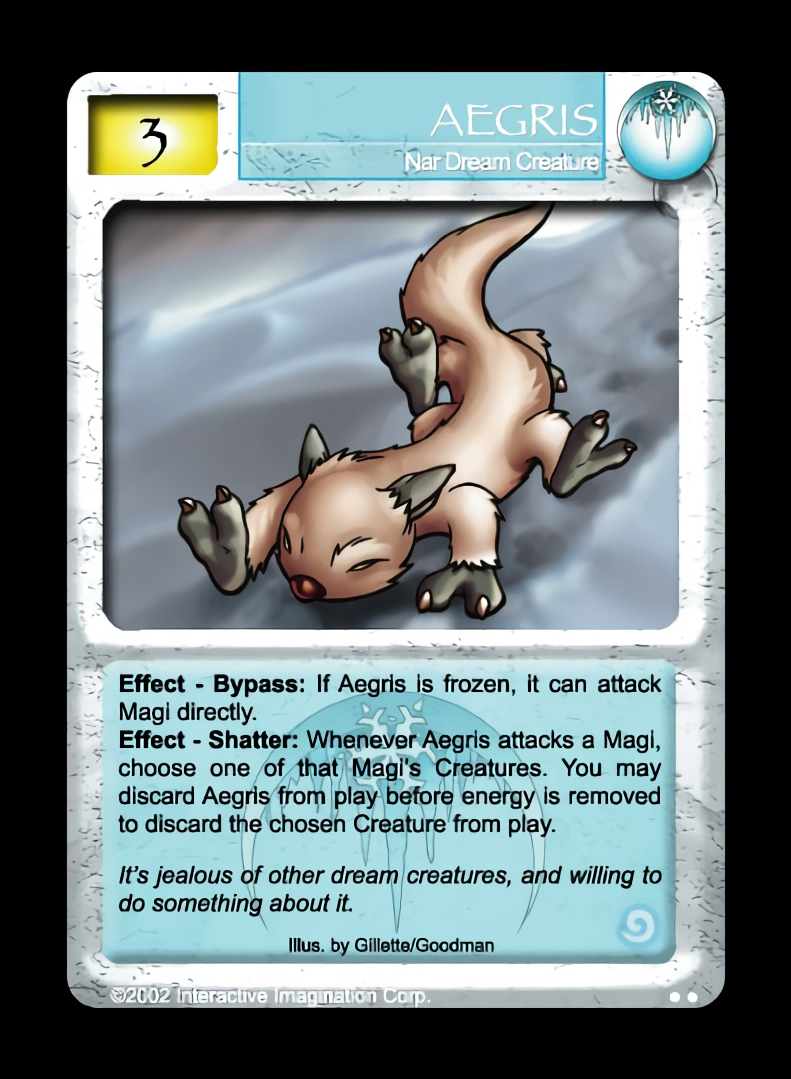 3
AEGRIS
Nar Dream Creature
Effect - Bypass: If Aegris is frozen, it can attack
Magi directly.
Effect - Shatter: Whenever Aegris attacks a Magi,
choose one of that Magi's Creatures. You may
discard Aegris from play before energy is removed
to discard the chosen Creature from play.
It's jealous of other dream creatures, and willing to
do something about it.
Illus. by Gillette/Goodman
©2002 Interactive Imagination Corp.